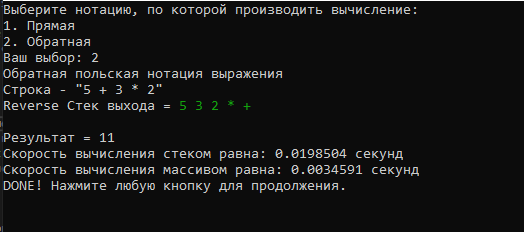 Выберите нотацию, по которой производить вычисление:
1. Прямая
2. Обратная
Ваш выбор: 2
Обратная польская нотация выражения
Строка - "5 + 3 * 2"
Reverse Стек выхода = 5 3 2 * +
Результат = 11
Скорость вычисления стеком равна: 0.0198504 секунд
Скорость вычисления массивом равна: 0.0034591 секунд
DONE! Нажмите любую кнопку для продолжения.